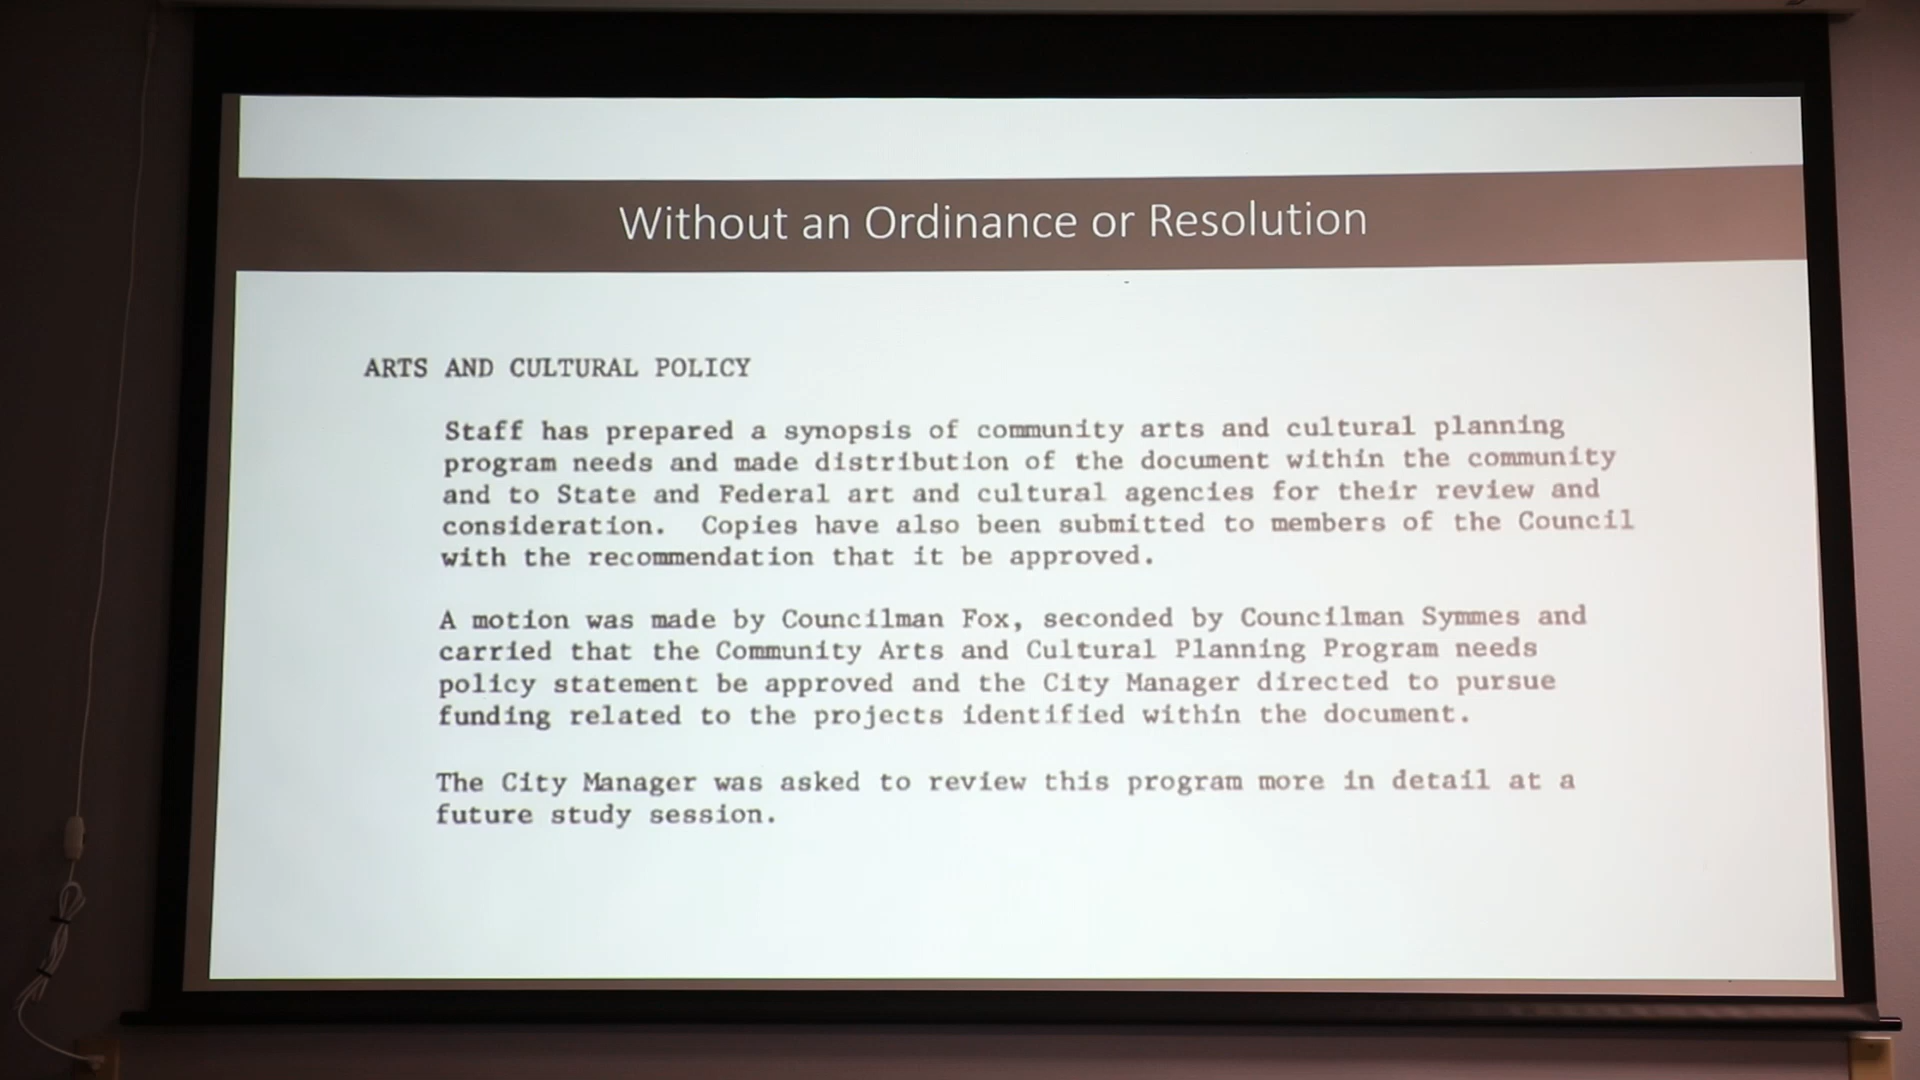 Without an Ordinance or Resolution
ARTS AND CULTURAL POLICY
Staff has prepared a synopsis of community arts and cultural planning
program needs and made distribution of the document within the community
and to State and Federal art and cultural agencies for their review and
consideration.  Copies have also been submitted to members of the Council
with the recommendation that it be approved.
A motion was made by Councilman Fox, seconded by Councilman Symmes and
carried that the Community Arts and Cultural Planning Program needs
policy statement be approved and the City Manager directed to pursue
funding related to the projects identified within the document.
The City Manager was asked to review this program more in detail at a
future study session.